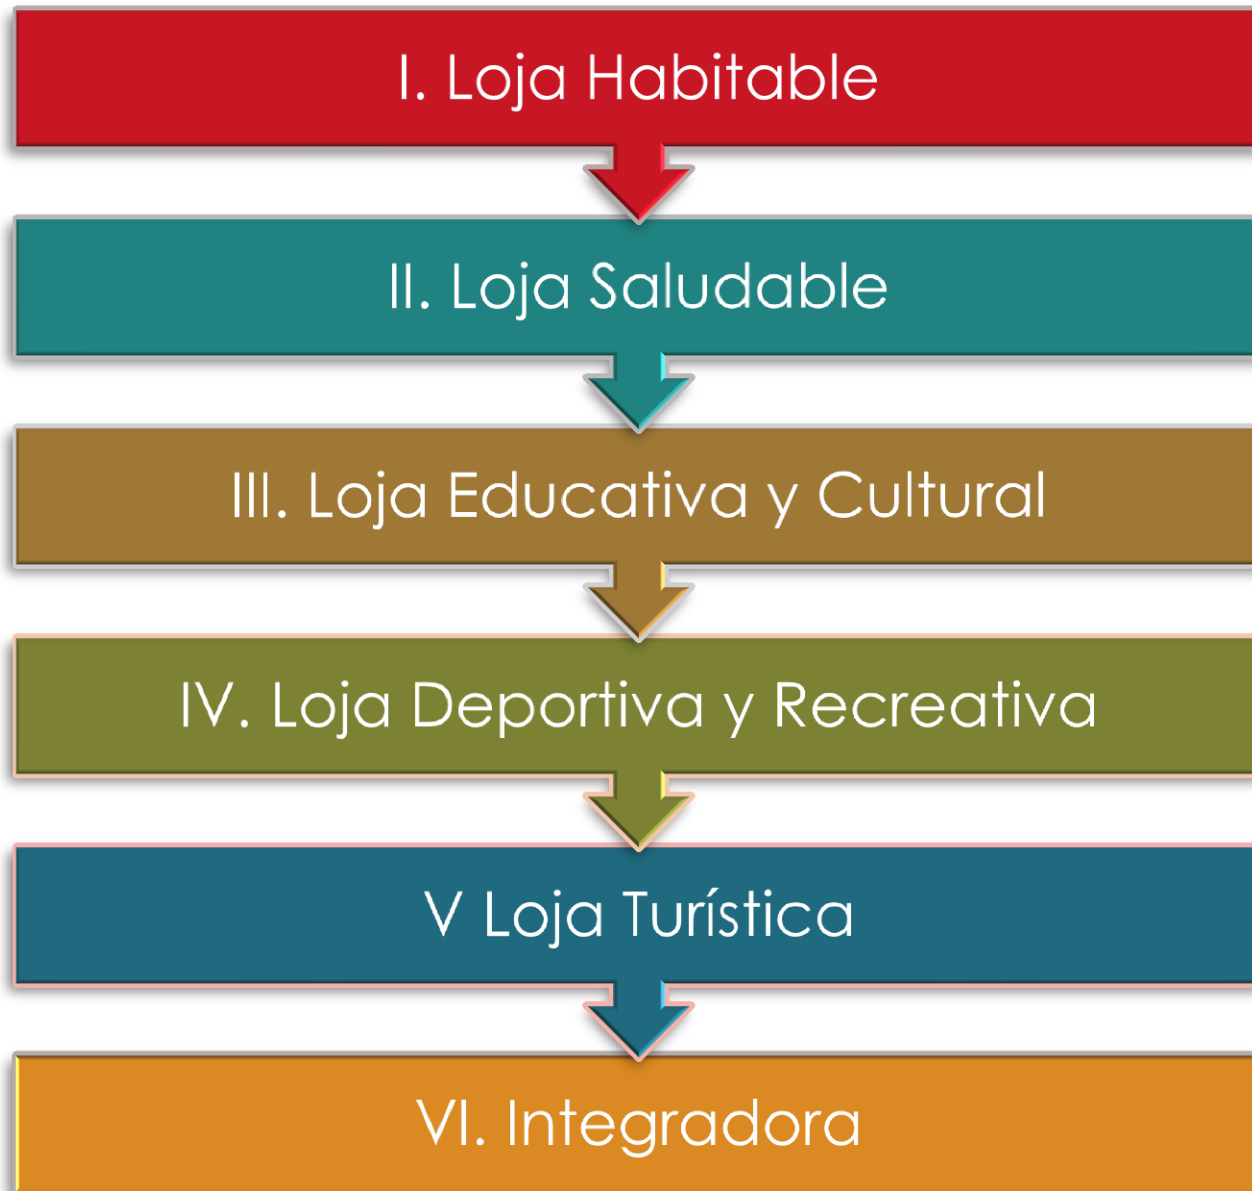 I. Loja Habitable
II. Loja Saludable
III. Loja Educativa y Cultural
IV. Loja Deportiva y Recreativa
V Loja Turística
VI. Integradora